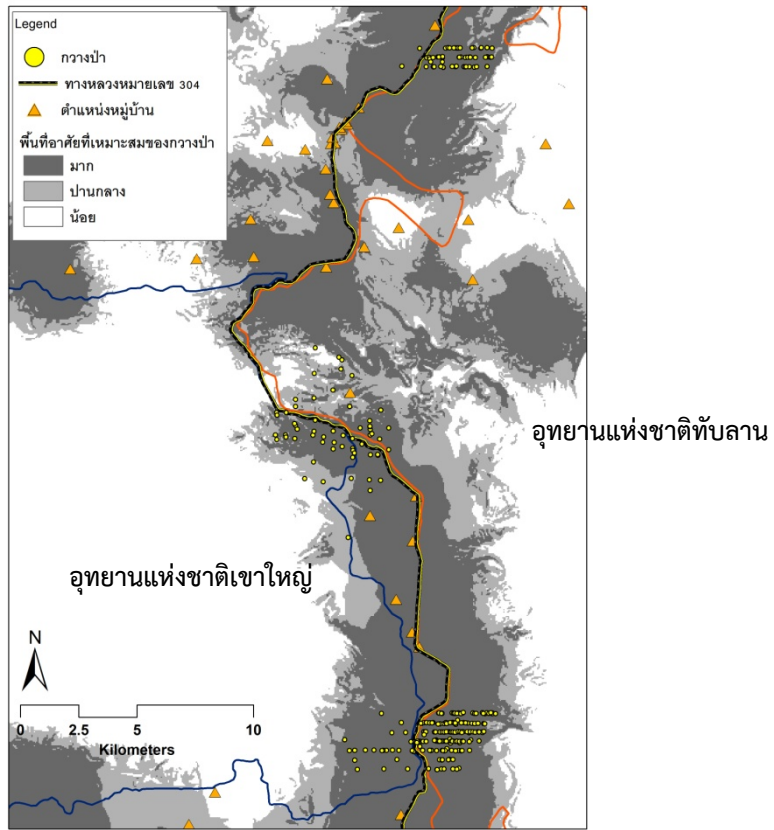 Legend
กวางป่า
ทางหลวงหมายเลข 304
ตำแหน่งหมู่บ้าน
พื้นที่อาศัยที่เหมาะสมของกวางป่า
มาก
ปานกลาง
น้อย
อุทยานแห่งชาติทับลาน
อุทยานแห่งชาติเขาใหญ่
N
0 2.5 5 10
Kilometers